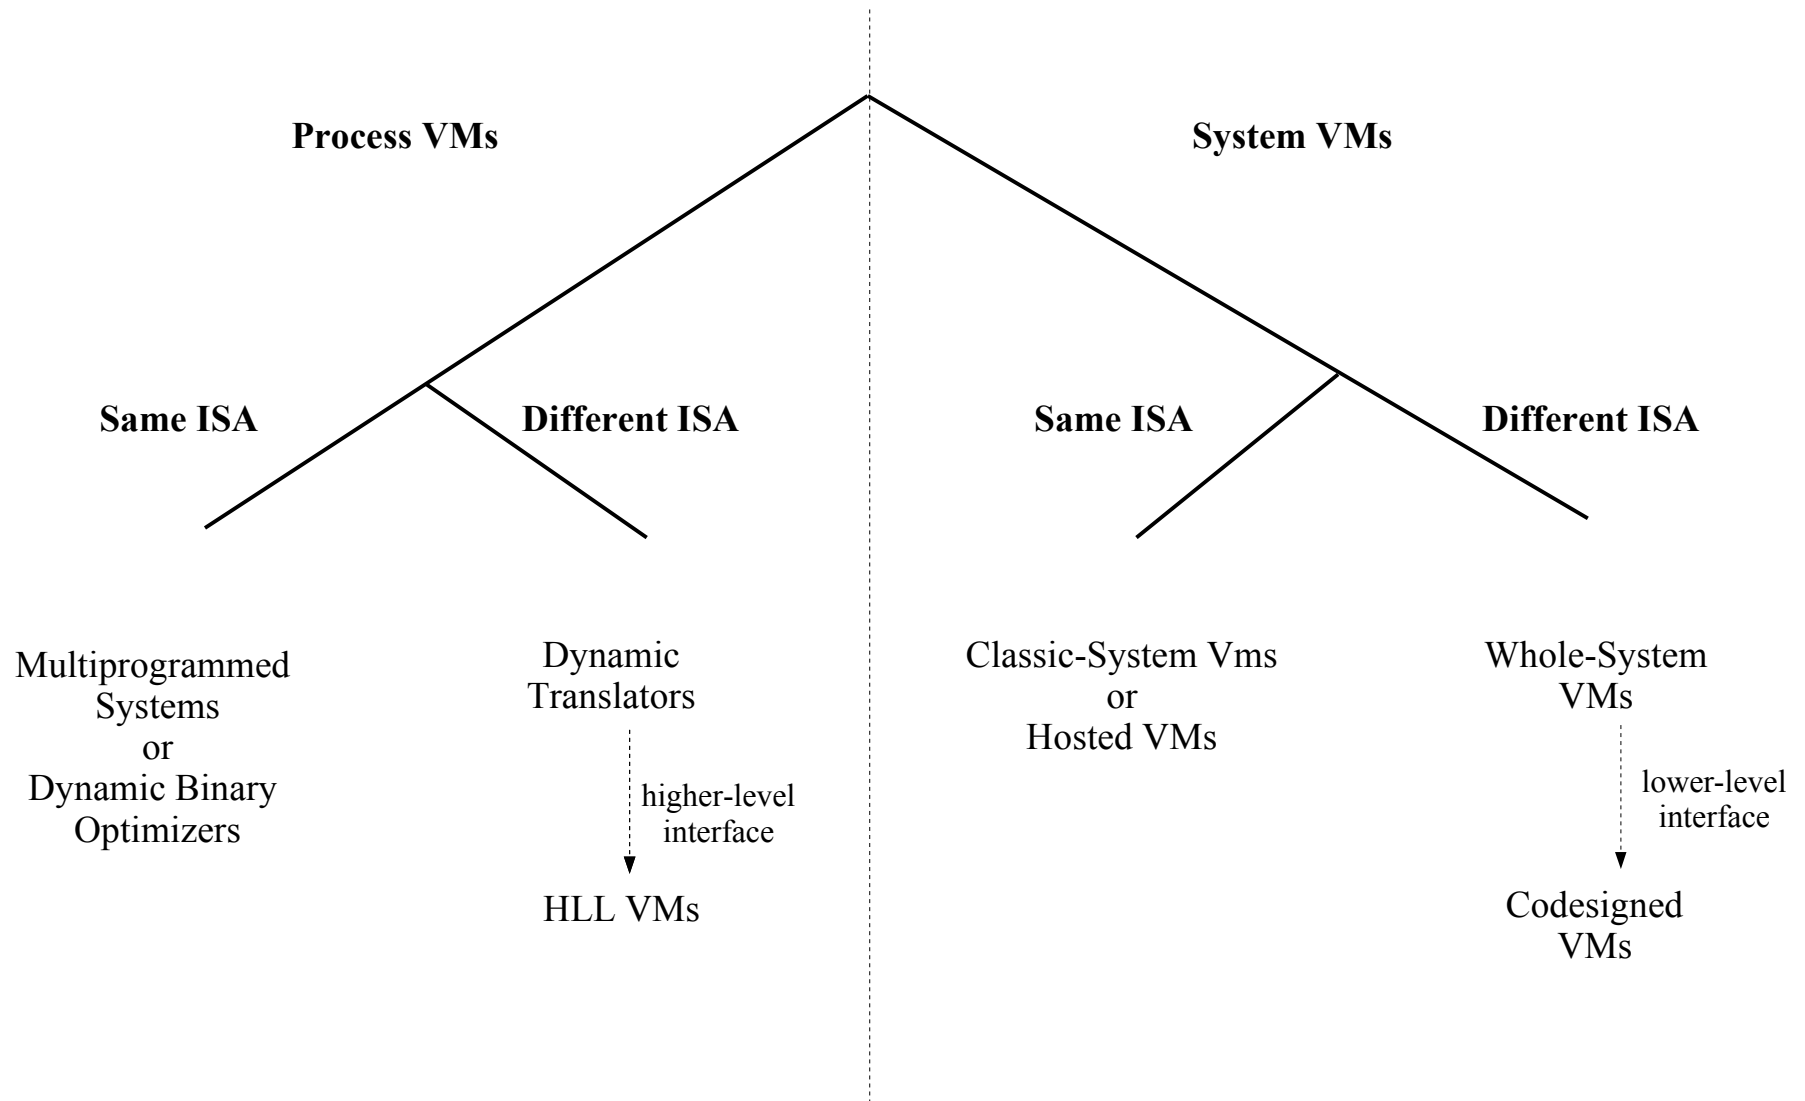 Process VMs
System VMs
Same ISA
Different ISA
Same ISA
Different ISA
Multiprogrammed
Systems
or
Dynamic Binary
Optimizers
Dynamic
Translators
higher-level
interface
HLL VMs
Classic-System Vms
or
Hosted VMs
Whole-System
VMs
lower-level
interface
Codesigned
VMs